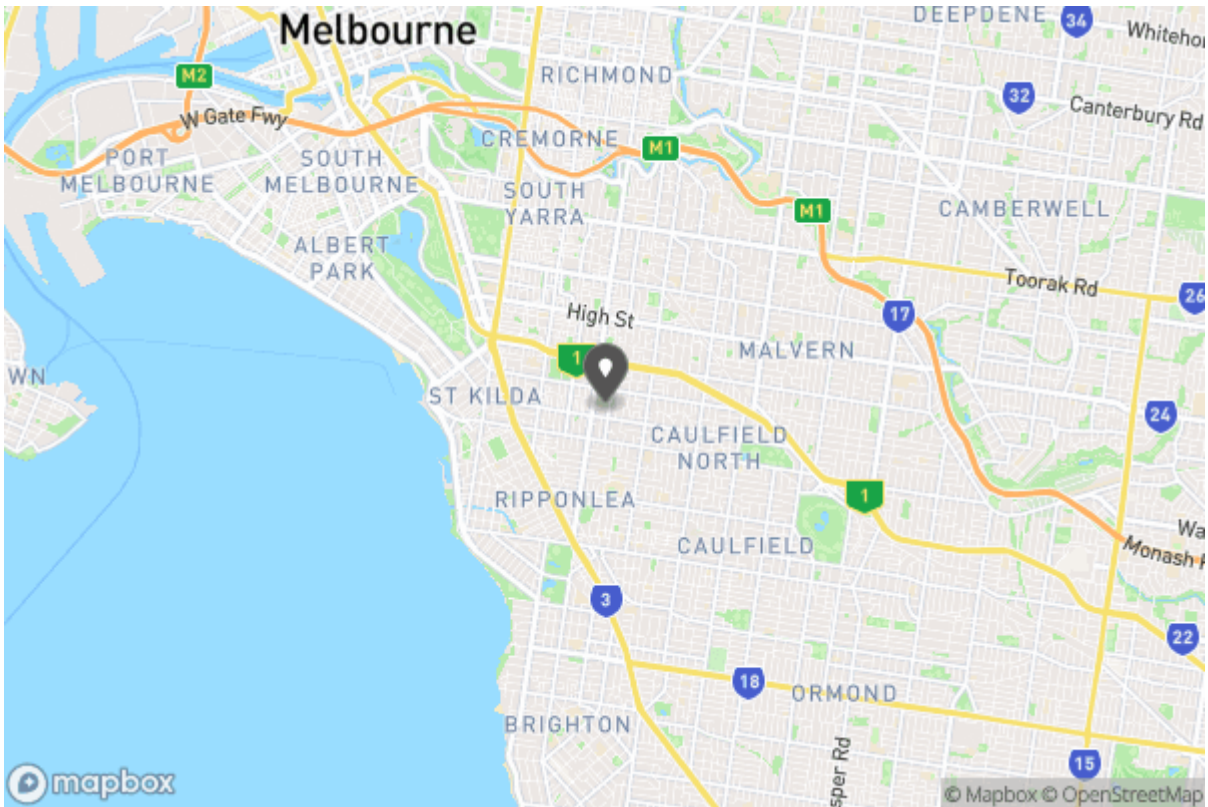 DEEPDENE
34
Whitehor
Melbourne
M2
RICHMOND
32
Canterbury Rd
W Gate Fwy
CREMORNE
M1
PORT
MELBOURNE
SOUTH
MELBOURNE
SOUTH
YARRA
M1
CAMBERWELL
ALBERT
PARK
Toorak Rd
26
High St
17
1
MALVERN
WN
ST KILDA
24
CAULFIELD
NORTH
RIPPONLEA
1
CAULFIELD
Wa
Monash F
3
22
18
ORMOND
BRIGHTON
sper Rd
15
mapbox
© Mapbox © OpenStreetMap